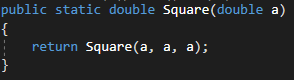 public static double Square(double a)
{
    return Square(a, a, a);
}